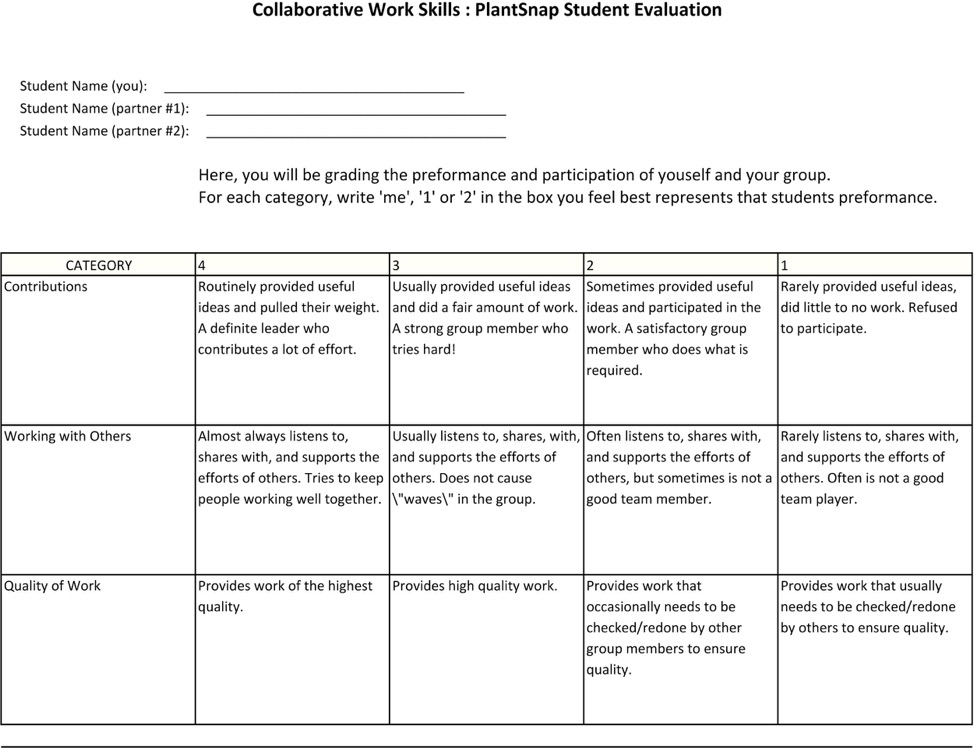 Collaborative Work Skills : PlantSnap Student Evaluation
Student Name (you):
Student Name (partner #1):
Student Name (partner #2):
Here, you will be grading the preformance and participation of youself and your group.
For each category, write 'me', '1' or '2' in the box you feel best represents that students preformance.
CATEGORY
4
3
2
1
Contributions
Routinely provided useful
ideas and pulled their weight.
A definite leader who
contributes a lot of effort.
Usually provided useful ideas
and did a fair amount of work.
A strong group member who
tries hard!
Sometimes provided useful
ideas and participated in the
work. A satisfactory group
member who does what is
required.
Rarely provided useful ideas,
did little to no work. Refused
to participate.
Working with Others
Almost always listens to,
shares with, and supports the
efforts of others. Tries to keep
people working well together.
Usually listens to, shares, with,
and supports the efforts of
others. Does not cause
\"waves\" in the group.
Often listens to, shares with,
and supports the efforts of
others, but sometimes is not a
good team member.
Rarely listens to, shares with,
and supports the efforts of
others. Often is not a good
team player.
Quality of Work
Provides work of the highest
quality.
Provides high quality work.
Provides work that
occasionally needs to be
checked/redone by other
group members to ensure
quality.
Provides work that usually
needs to be checked/redone
by others to ensure quality.